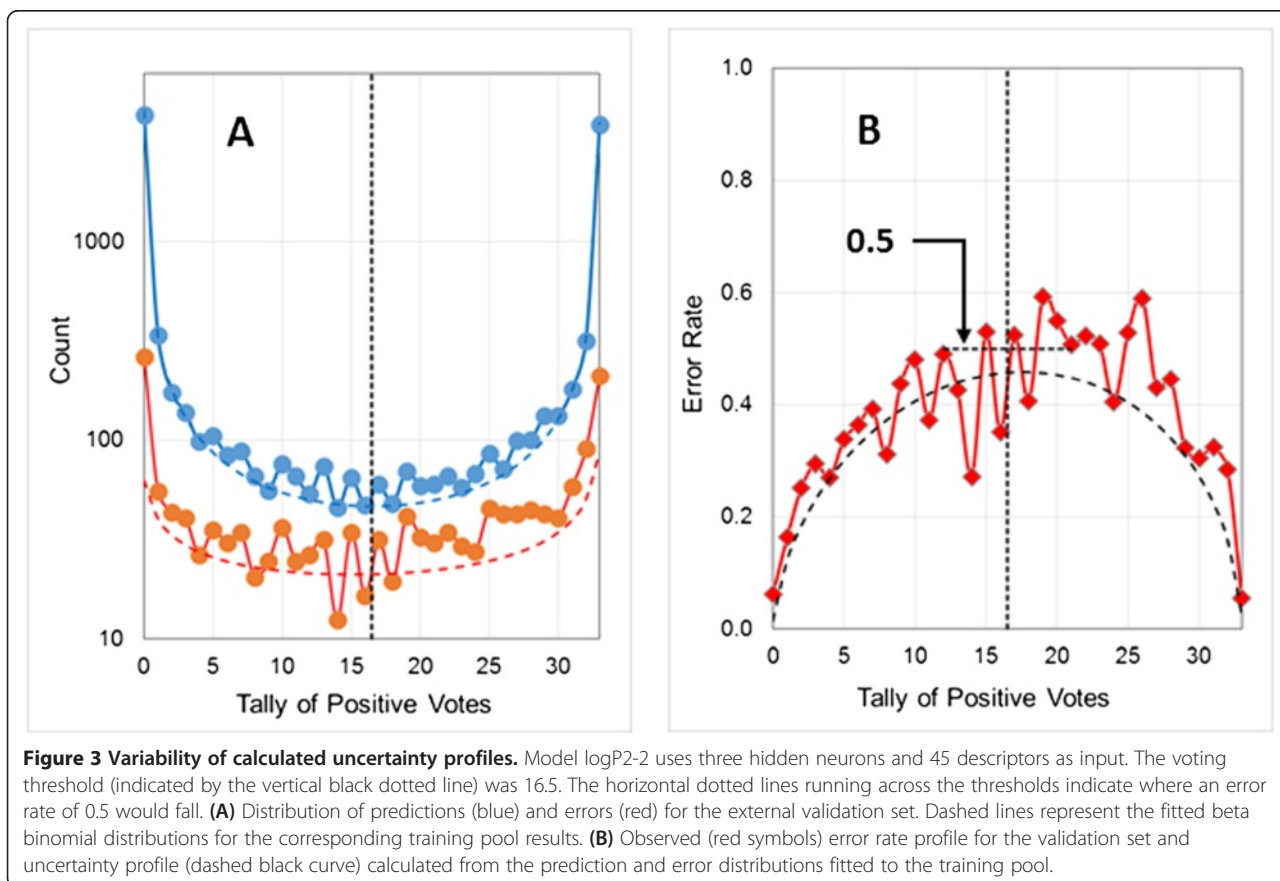 A
1000
100
10
Count
0 5 10 15 20 25 30
Tally of Positive Votes
B
1.0
0.8
0.6
0.4
0.2
0.0
0.5
Error Rate
0 5 10 15 20 25 30
Tally of Positive Votes
Figure 3 Variability of calculated uncertainty profiles. Model logP2-2 uses three hidden neurons and 45 descriptors as input. The voting
threshold (indicated by the vertical black dotted line) was 16.5. The horizontal dotted lines running across the thresholds indicate where an error
rate of 0.5 would fall. (A) Distribution of predictions (blue) and errors (red) for the external validation set. Dashed lines represent the fitted beta
binomial distributions for the corresponding training pool results. (B) Observed (red symbols) error rate profile for the validation set and
uncertainty profile (dashed black curve) calculated from the prediction and error distributions fitted to the training pool.